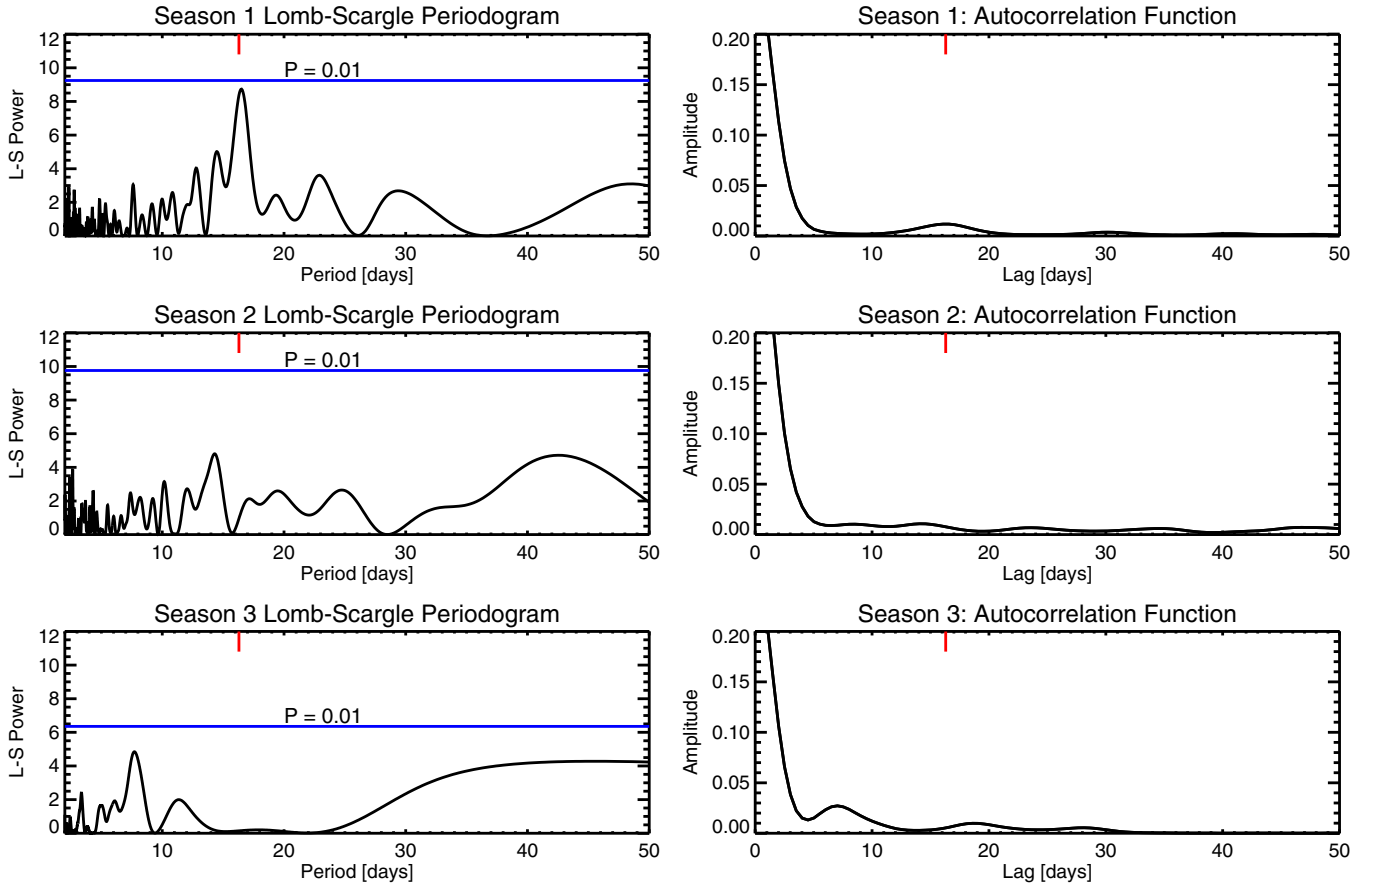 Season 1 Lomb-Scargle Periodogram
12
10
8
6
4
2
0
L-S Power
P = 0.01
10 20 30 40 50
Period [days]
Season 1: Autocorrelation Function
0.20
0.15
0.10
0.05
0.00
Amplitude
0 10 20 30 40 50
Lag [days]
Season 2 Lomb-Scargle Periodogram
12
10
8
6
4
2
0
L-S Power
P = 0.01
10 20 30 40 50
Period [days]
Season 2: Autocorrelation Function
0.20
0.15
0.10
0.05
0.00
Amplitude
0 10 20 30 40 50
Lag [days]
Season 3 Lomb-Scargle Periodogram
12
10
8
6
4
2
0
L-S Power
P = 0.01
10 20 30 40 50
Period [days]
Season 3: Autocorrelation Function
0.20
0.15
0.10
0.05
0.00
Amplitude
0 10 20 30 40 50
Lag [days]